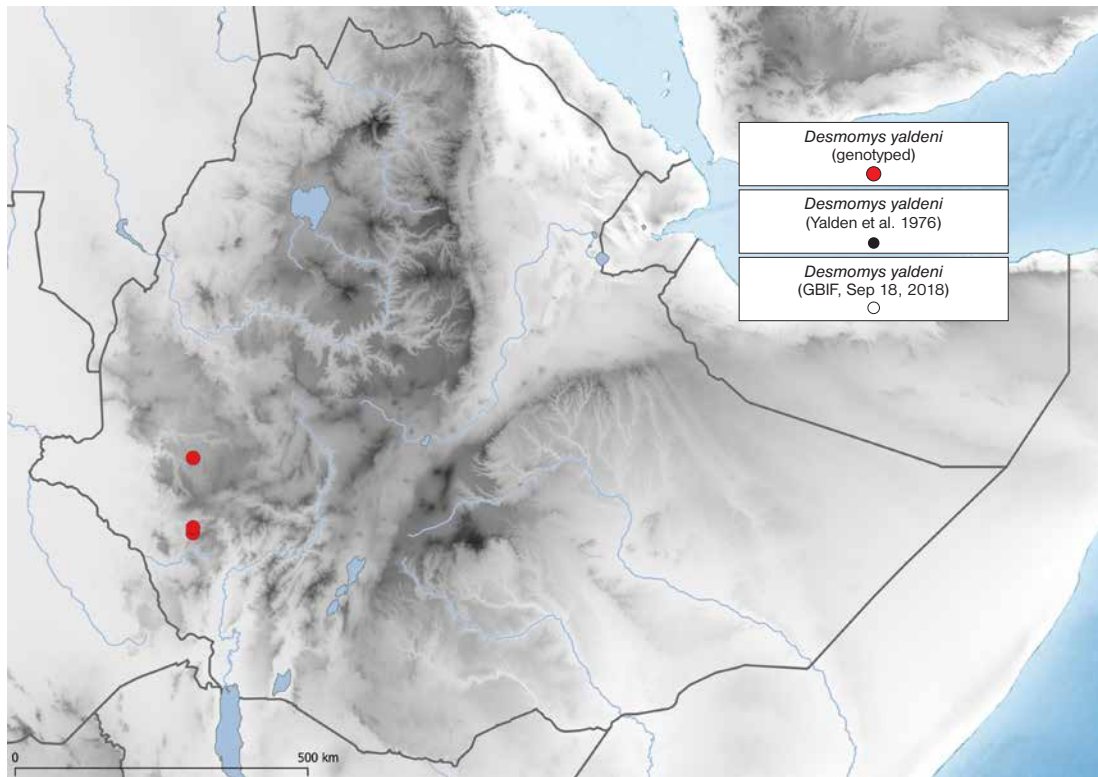 Desmomys yaldeni
(genotyped)
Desmomys yaldeni
(Yalden et al. 1976)
Desmomys yaldeni
(GBIF, Sep 18, 2018)
0 500 km